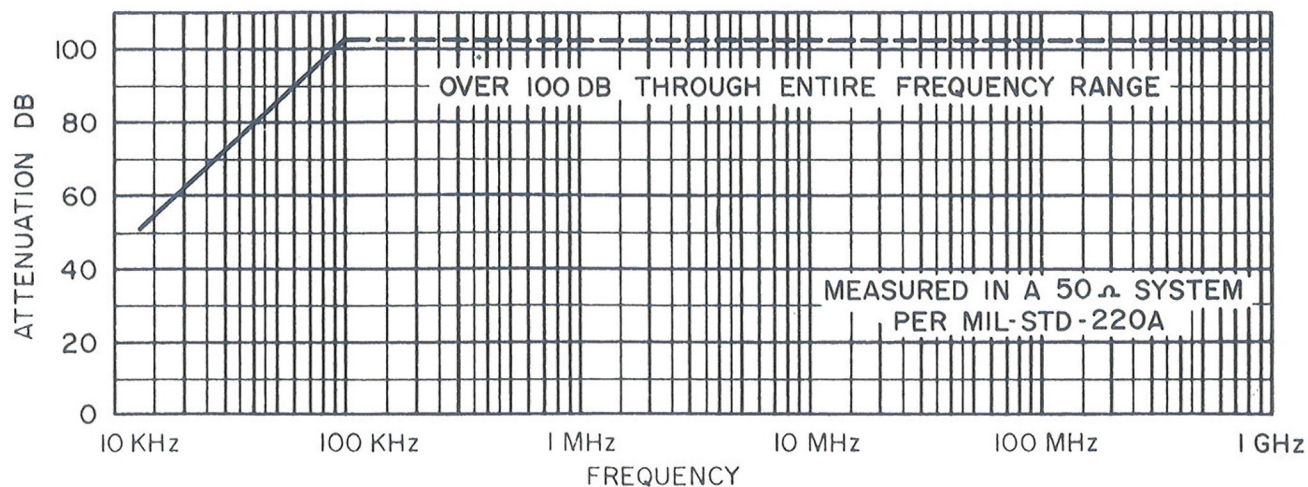 ATTENUATION DB
100
80
60
40
20
0
OVER 100 DB THROUGH ENTIRE FREQUENCY RANGE
MEASURED IN A 50 Ω SYSTEM
PER MIL-STD-220A
10 KHz 100 KHz 1 MHz 10 MHz 100 MHz 1 GHz
FREQUENCY